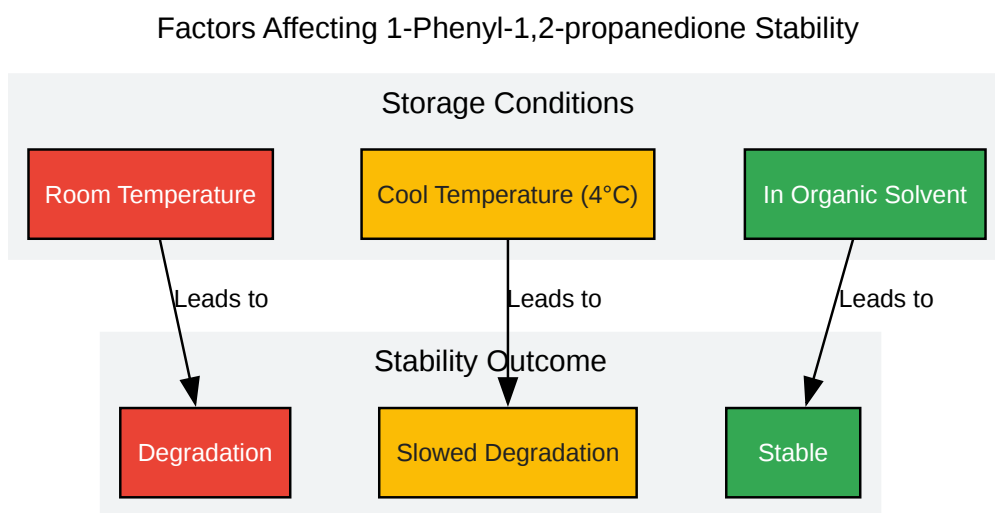 Factors Affecting 1-Phenyl-1,2-propanedione Stability
Storage Conditions
Room Temperature
Cool Temperature (4°C)
In Organic Solvent
Leads to
Leads to
Leads to
Stability Outcome
Degradation
Slowed Degradation
Stable